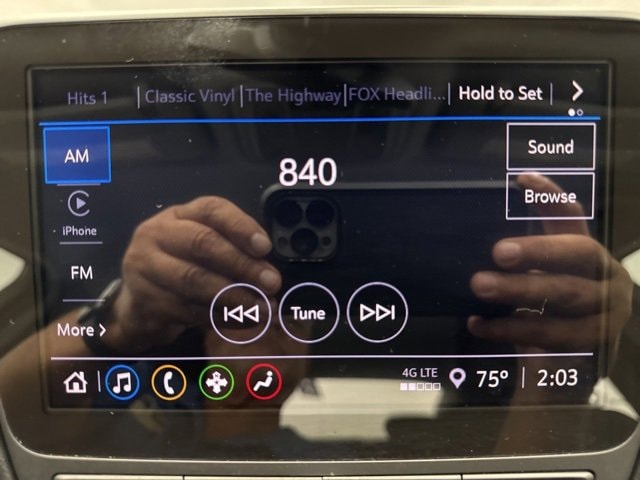 Hits 1
Classic Vinyl
The Highway
FOX Headli...
Hold to Set
AM
840
Sound
Browse
iPhone
FM
Tune
More
4G LTE
75°
2:03